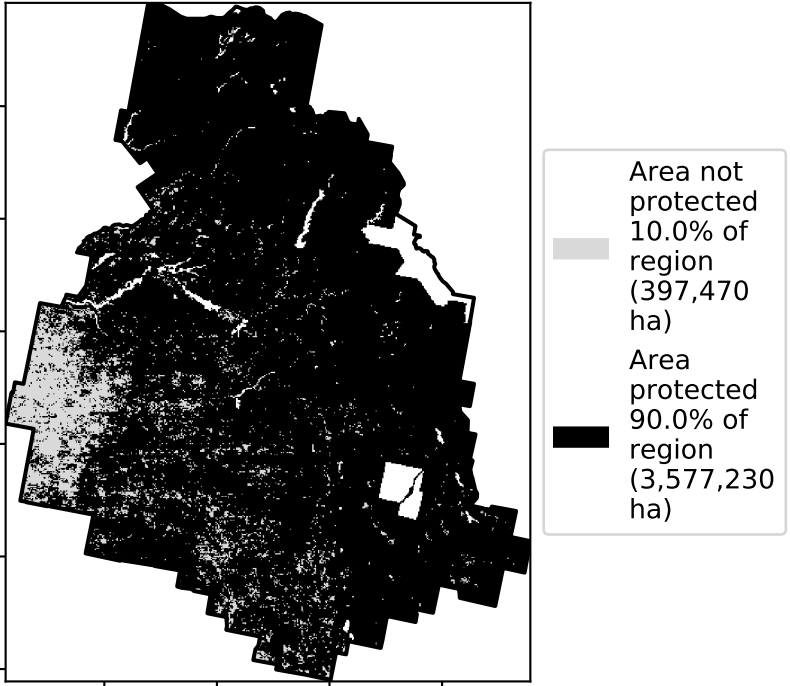 Area not
protected
10.0% of
region
(397,470
ha)
Area
protected
90.0% of
region
(3,577,230
ha)